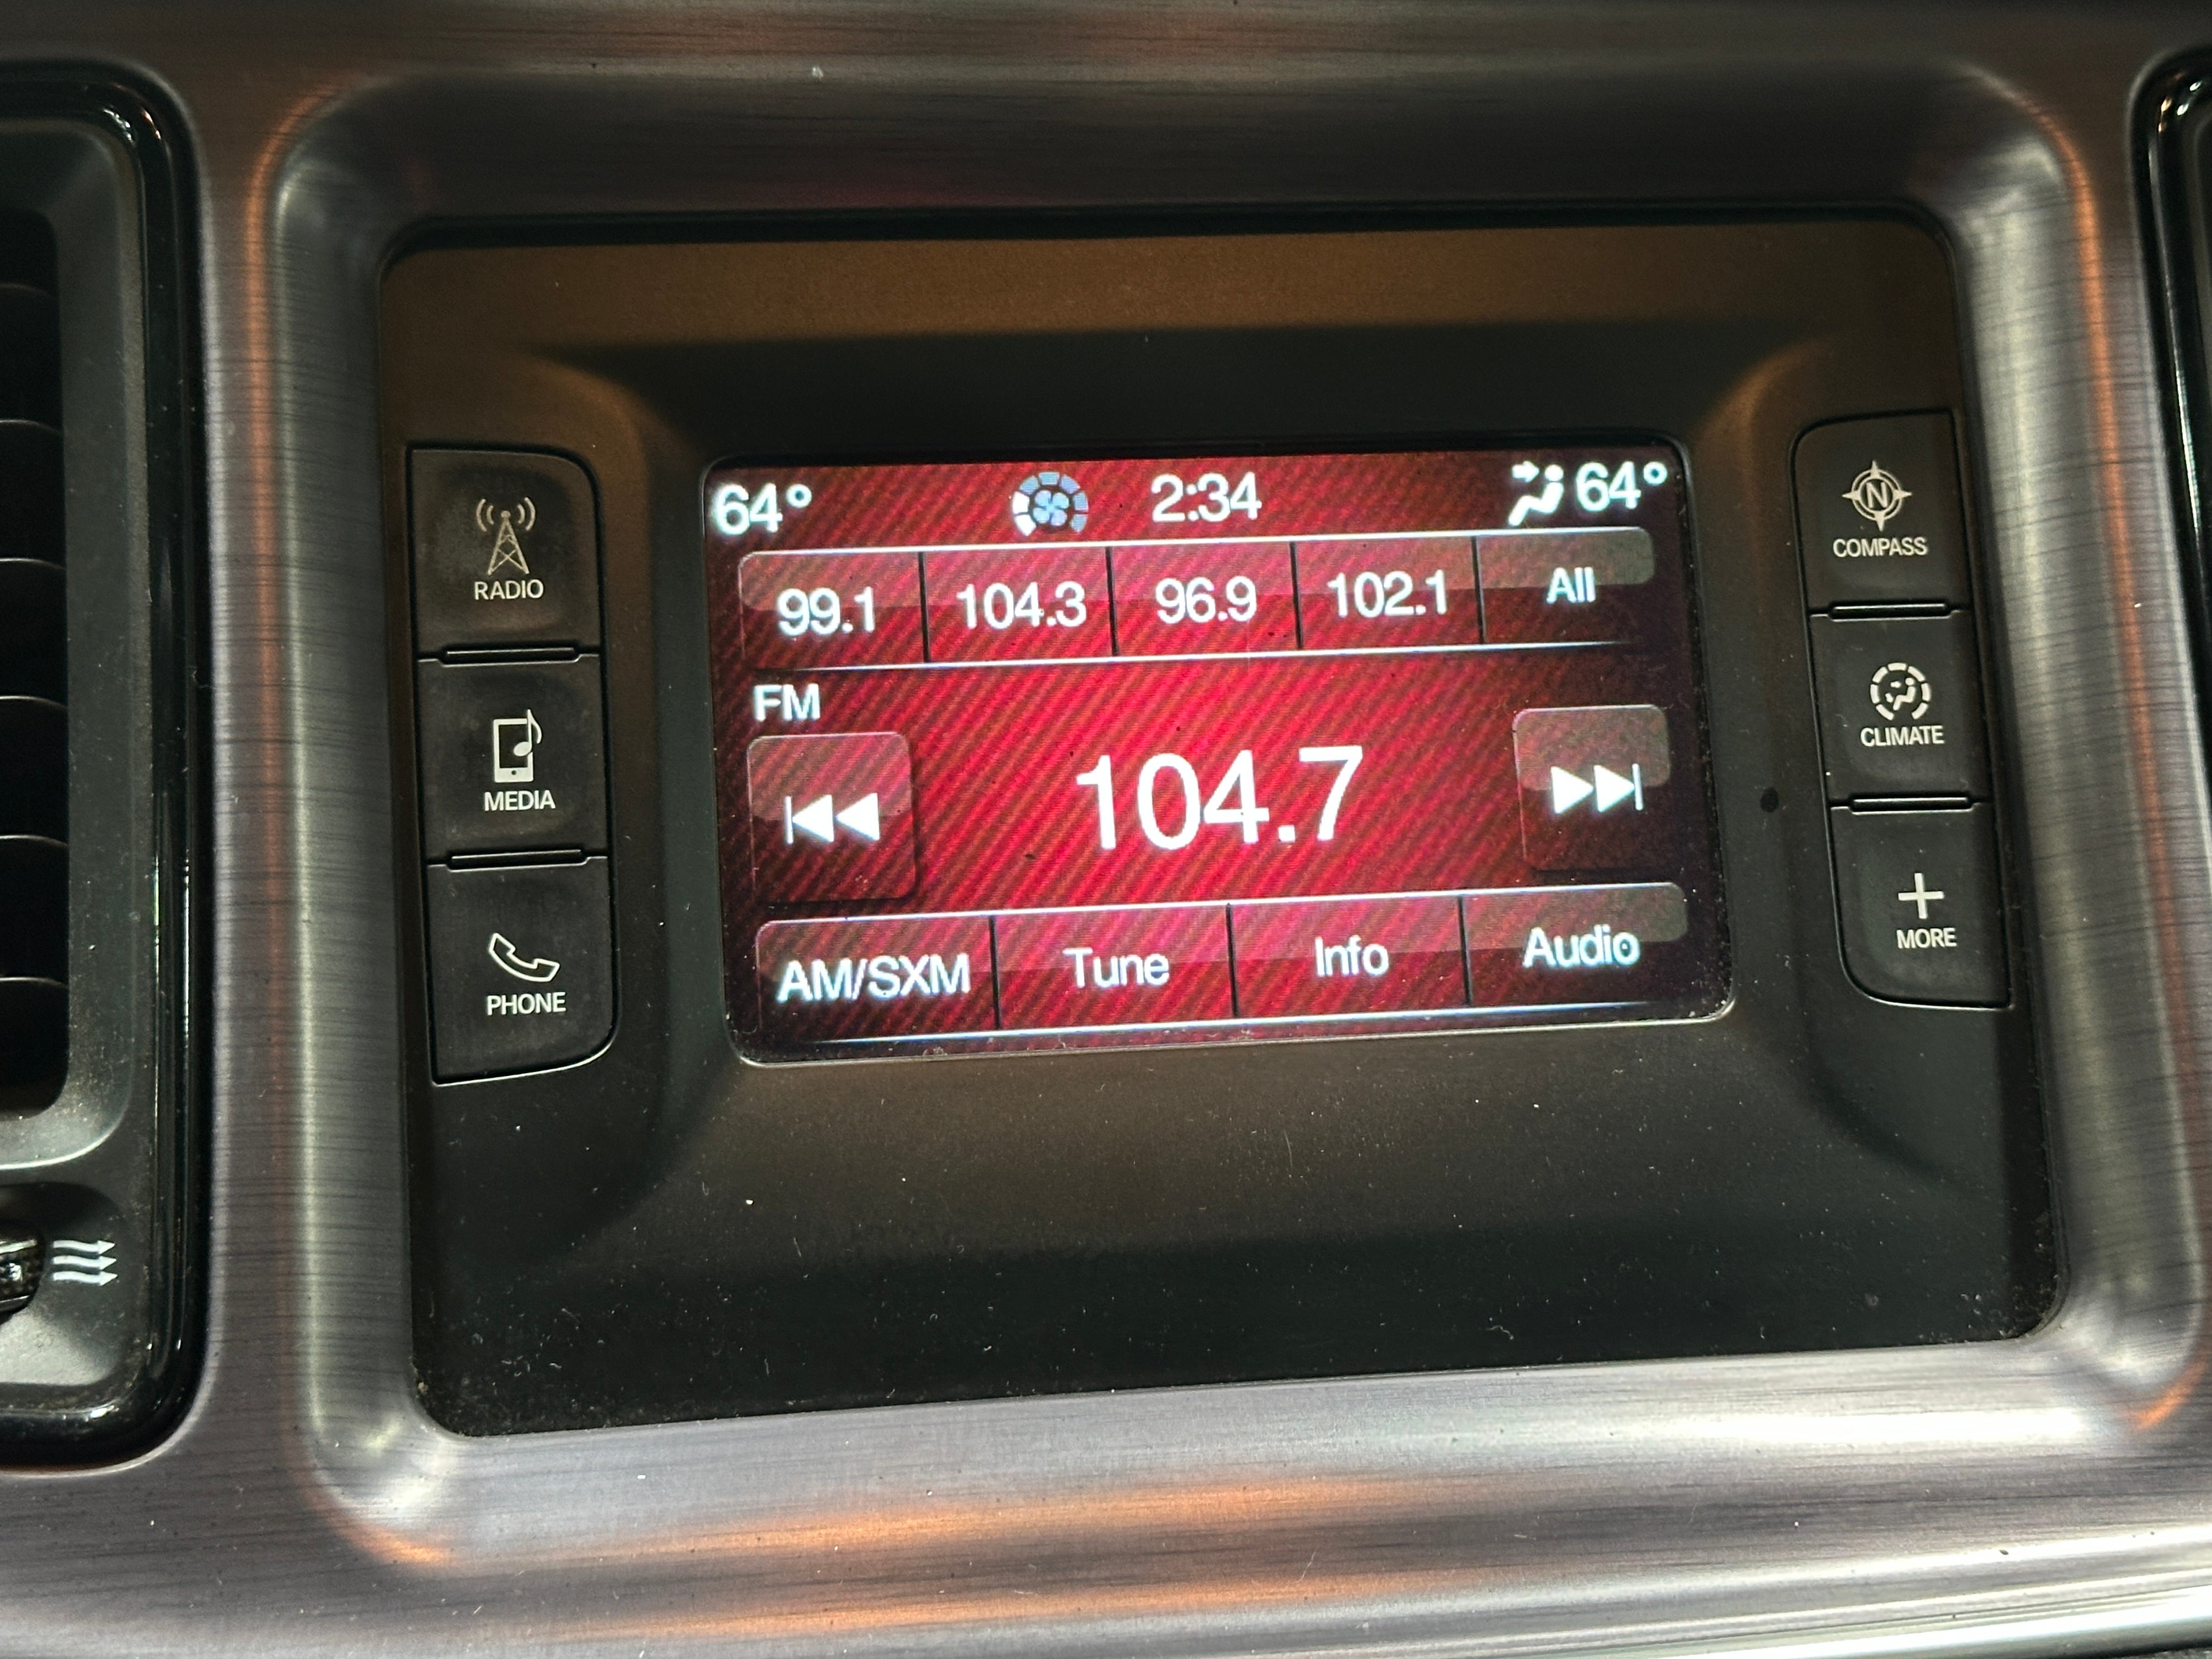 64° 2:34 64°
99.1 104.3 96.9 102.1 All
FM
104.7
AM/SXM Tune Info Audio
RADIO
MEDIA
PHONE
N
COMPASS
CLIMATE
MORE